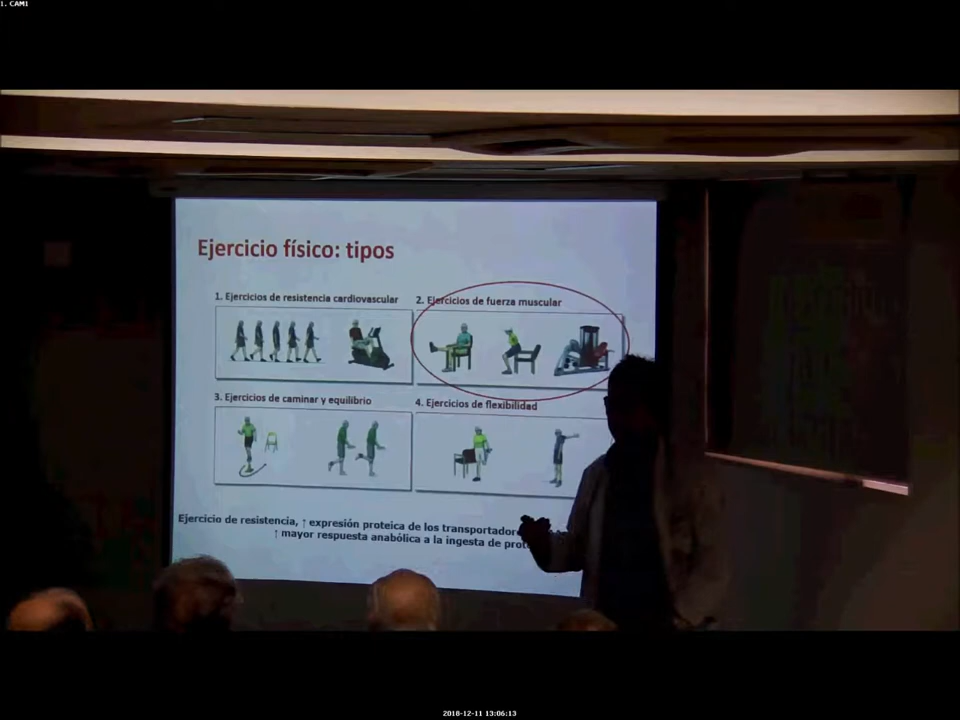 1. CAM1
Ejercicio físico: tipos
1. Ejercicios de resistencia cardiovascular
2. Ejercicios de fuerza muscular
3. Ejercicios de caminar y equilibrio
4. Ejercicios de flexibilidad
Ejercicio de resistencia, ↑ expresión proteica de los
↑ mayor respuesta anabólica a la ingesta de
2018-12-11 13:06:13